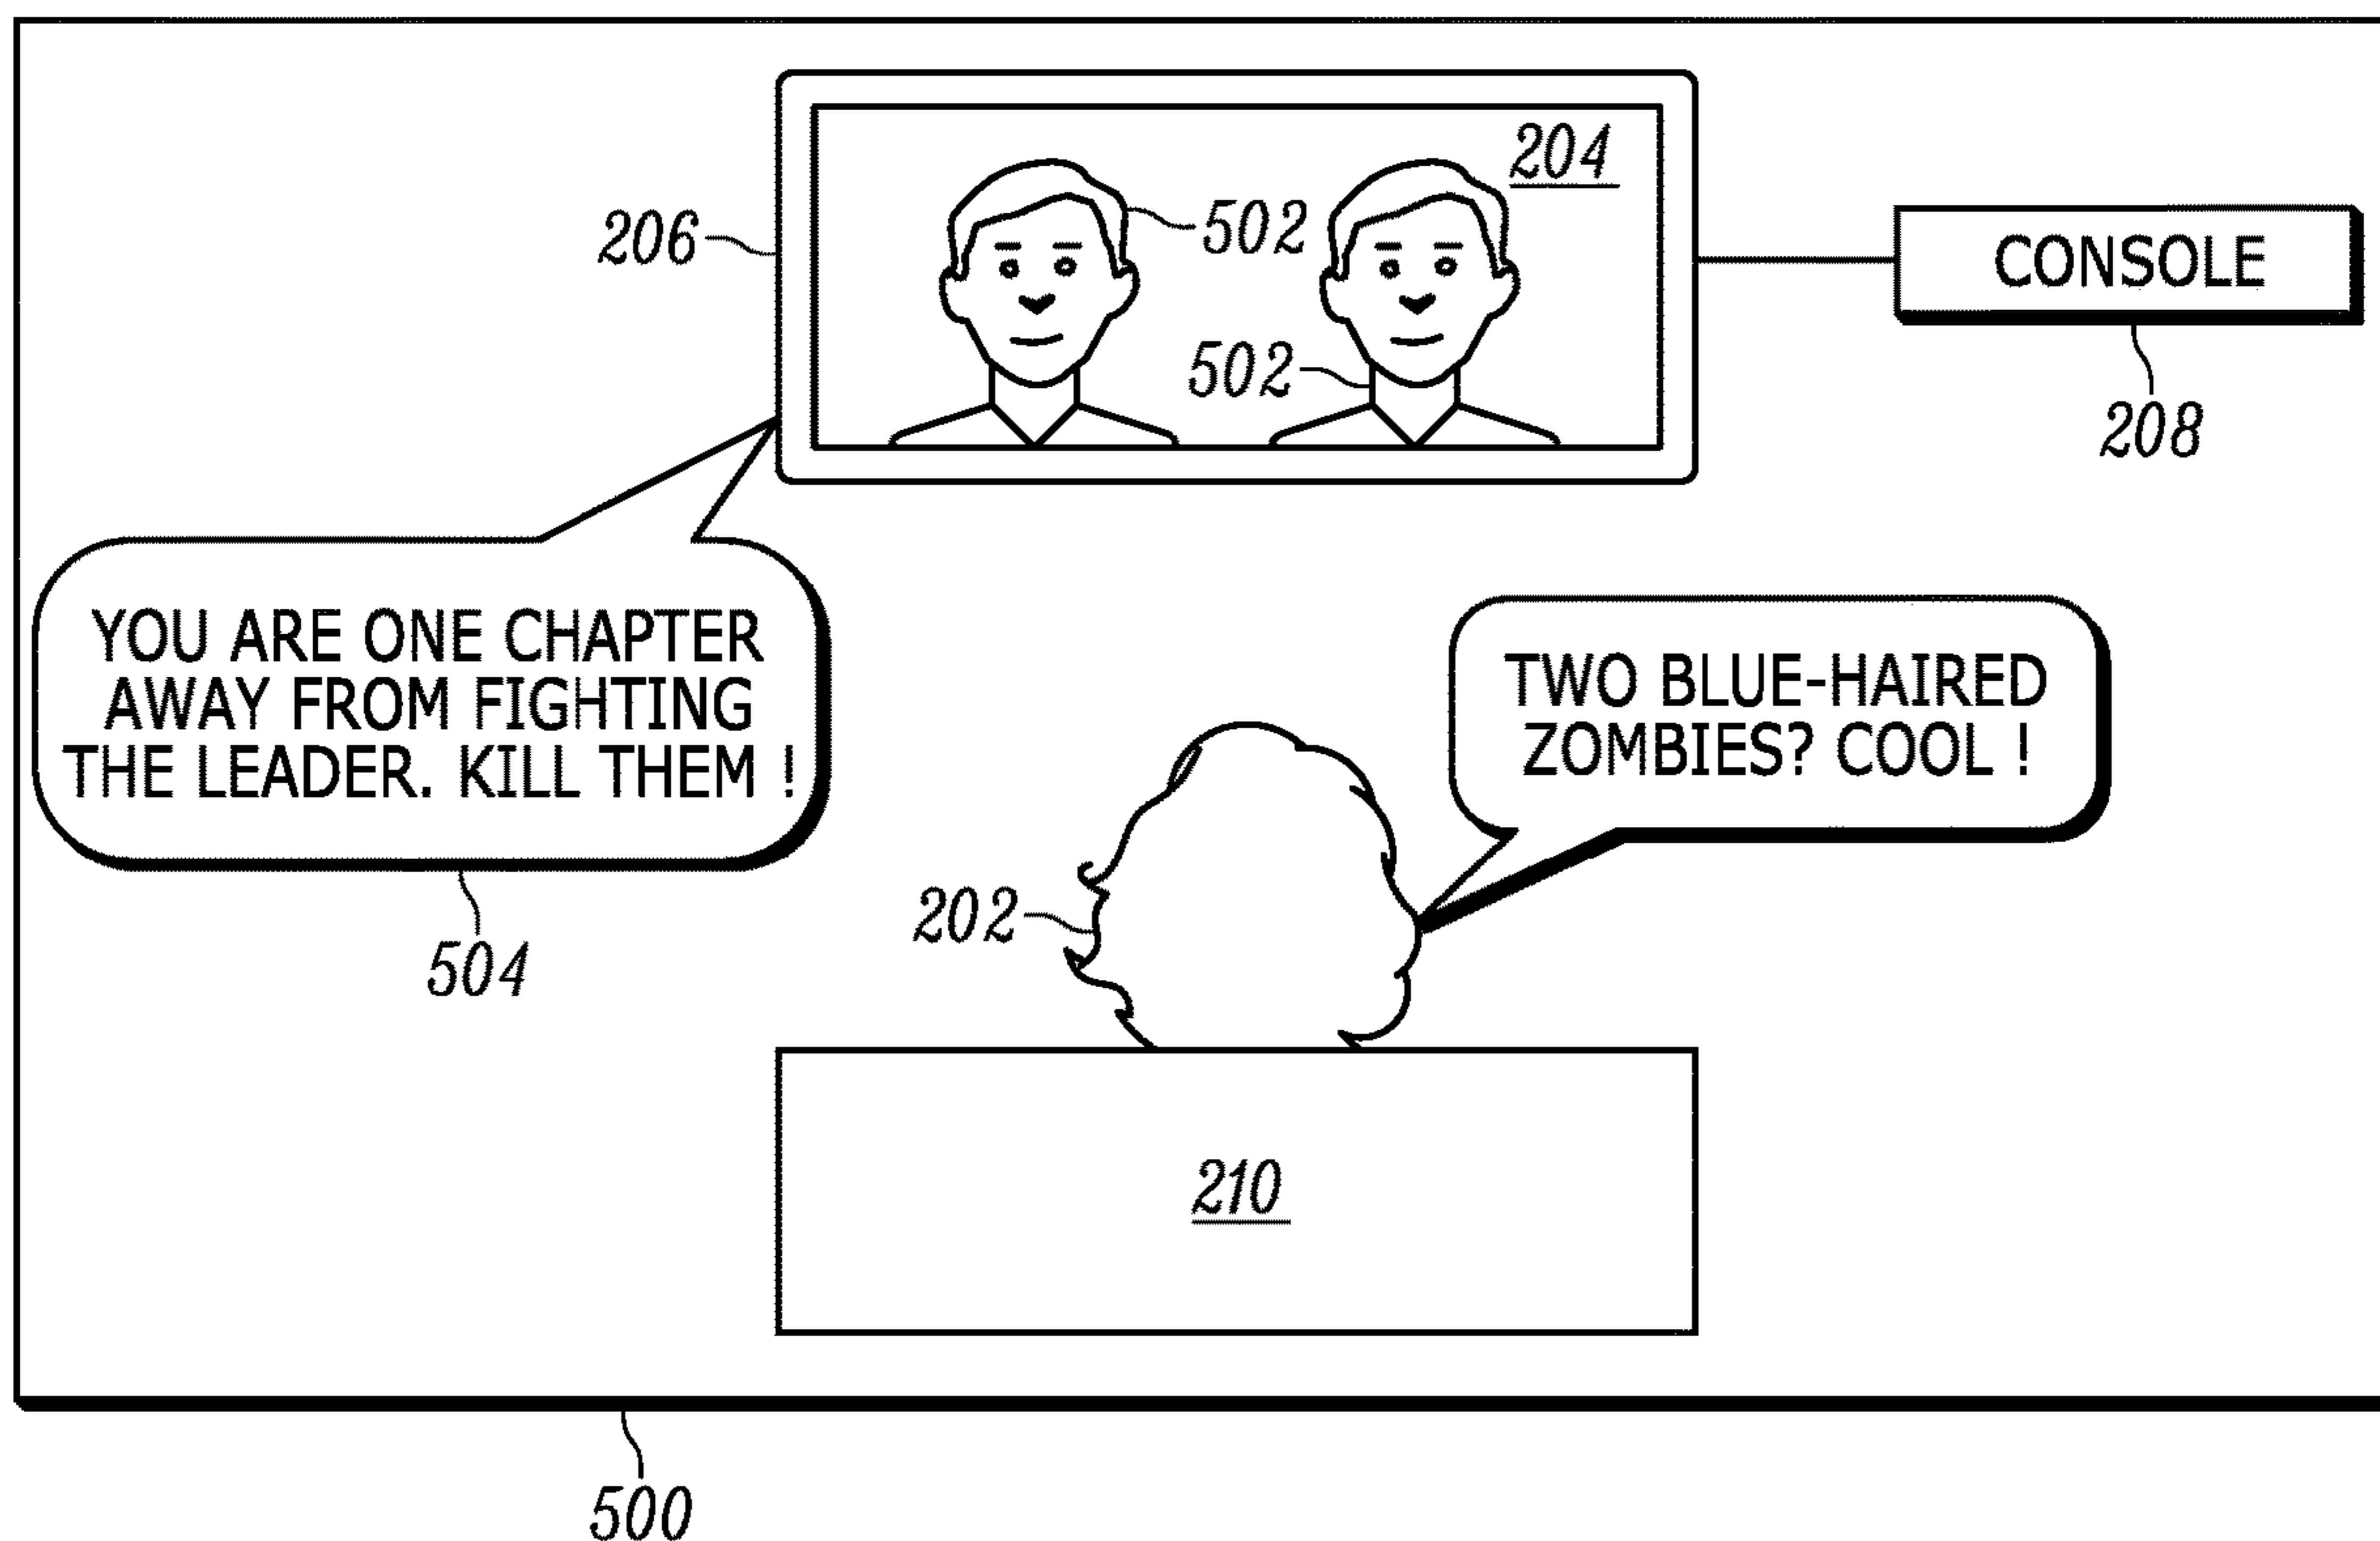 204
206
502
CONSOLE
502
208
YOU ARE ONE CHAPTER
AWAY FROM FIGHTING
THE LEADER. KILL THEM !
TWO BLUE-HAIRED
ZOMBIES? COOL !
202
504
210
500